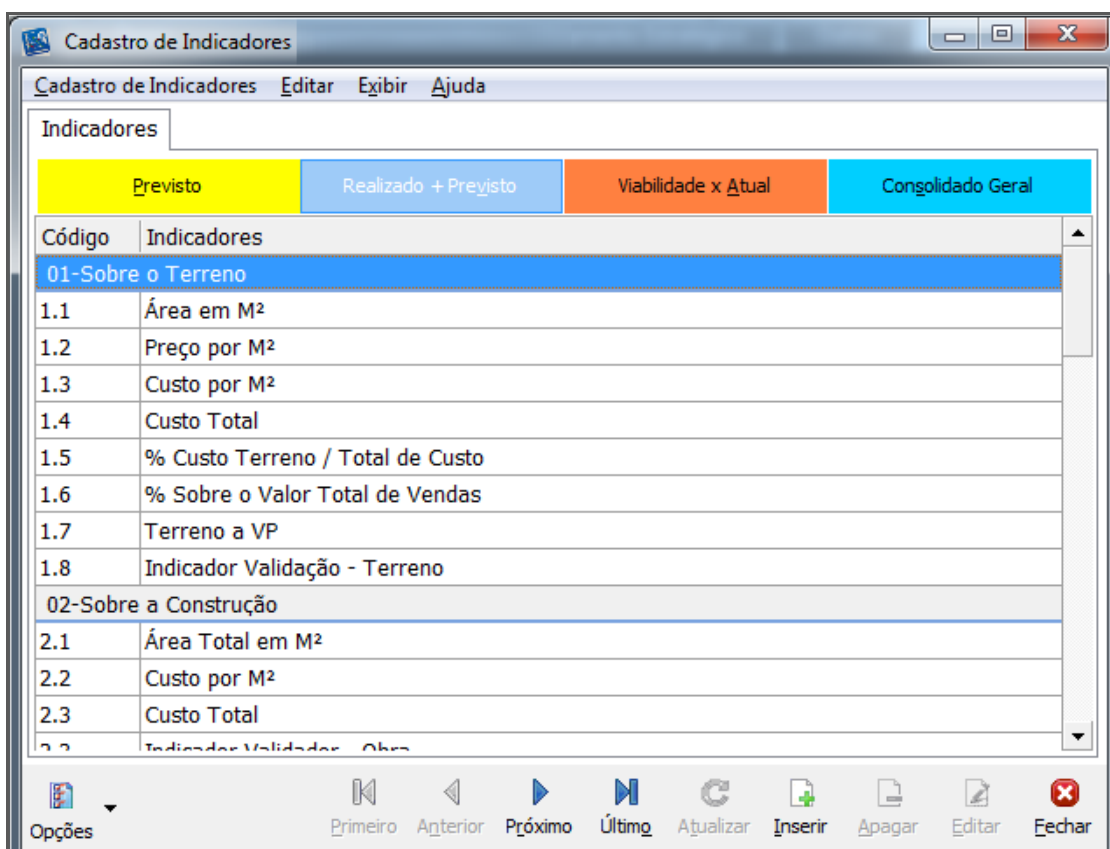 Cadastro de Indicadores
Cadastro de Indicadores Editar Exibir Ajuda
Indicadores
Previsto Realizado + Previsto Viabilidade x Atual Consolidado Geral
Código Indicadores
01-Sobre o Terreno
1.1 Área em M²
1.2 Preço por M²
1.3 Custo por M²
1.4 Custo Total
1.5 % Custo Terreno / Total de Custo
1.6 % Sobre o Valor Total de Vendas
1.7 Terreno a VP
1.8 Indicador Validação - Terreno
02-Sobre a Construção
2.1 Área Total em M²
2.2 Custo por M²
2.3 Custo Total
Indicador Validador - Obra
Opções Primeiro Anterior Próximo Último Atualizar Inserir Apagar Editar Fechar